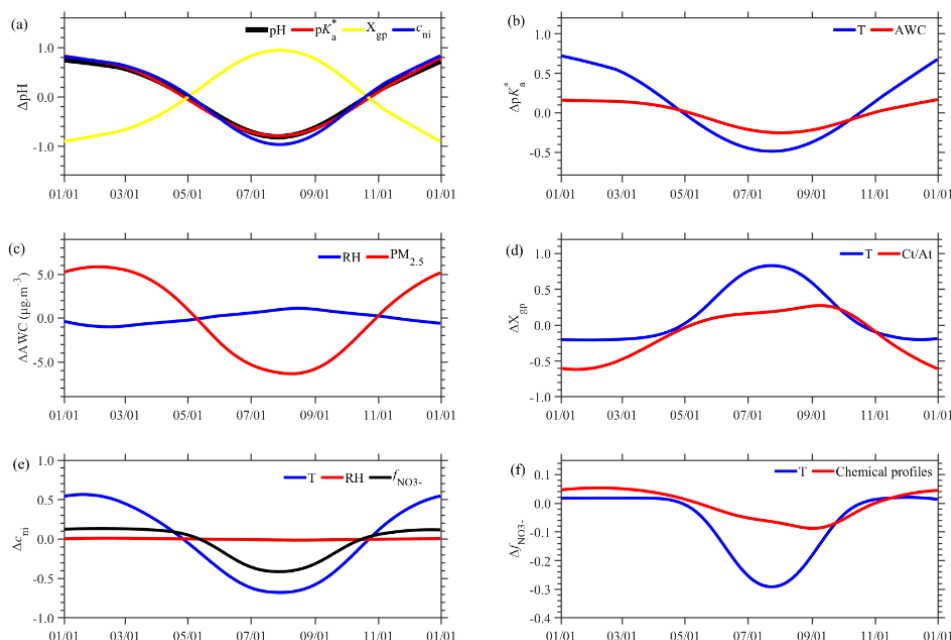 (a)
pH pKa* Xgp cni
1.0
0.0
-1.0
ΔpH
01/01 03/01 05/01 07/01 09/01 11/01 01/01
(b)
T AWC
1.0
0.5
0.0
-0.5
ΔpKa*
01/01 03/01 05/01 07/01 09/01 11/01 01/01
(c)
RH PM2.5
5.0
0.0
-5.0
ΔAWC (μg.m-3)
01/01 03/01 05/01 07/01 09/01 11/01 01/01
(d)
T Ct/At
1.0
0.5
0.0
-0.5
-1.0
ΔXgp
01/01 03/01 05/01 07/01 09/01 11/01 01/01
(e)
T RH fNO3-
1.0
0.5
0.0
-0.5
-1.0
Δcni
01/01 03/01 05/01 07/01 09/01 11/01 01/01
(f)
T Chemical profiles
0.1
0.0
-0.1
-0.2
-0.3
0.4
ΔfNO3-
01/01 03/01 05/01 07/01 09/01 11/01 01/01